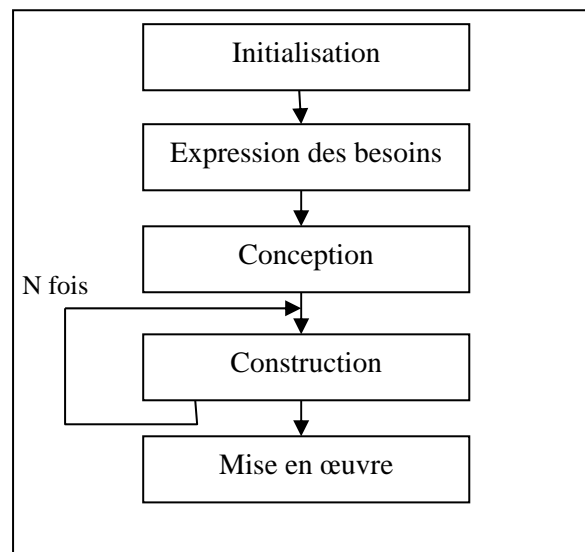 Initialisation
Expression des besoins
Conception
N fois
Construction
Mise en œuvre